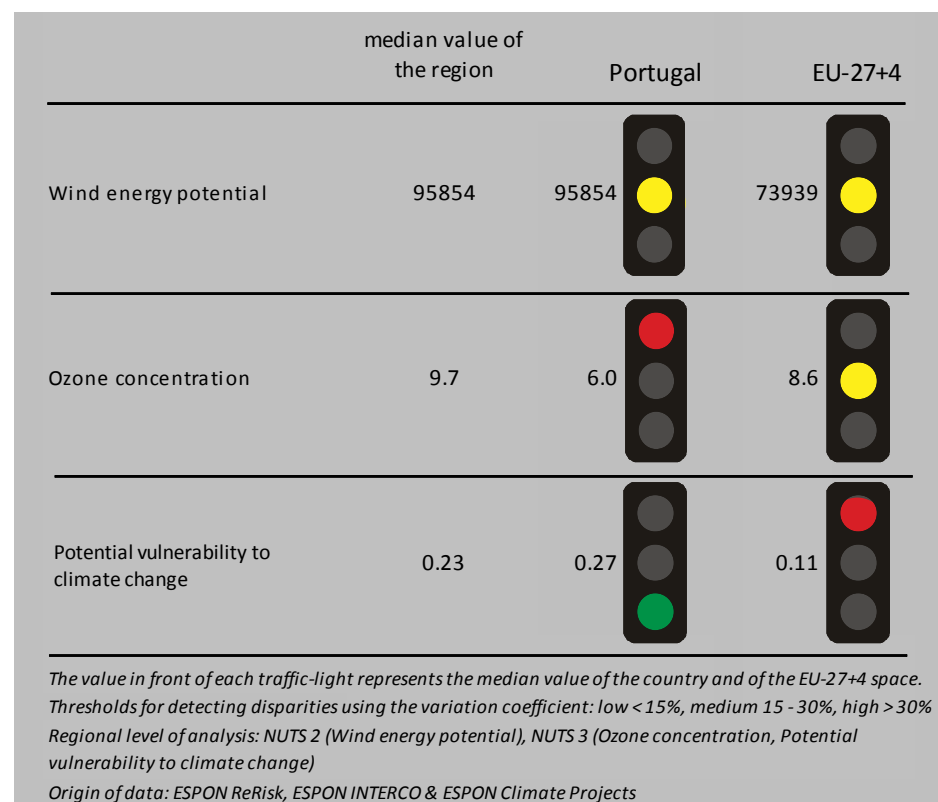 median value of
the region
Portugal
EU-27+4
Wind energy potential
95854
95854
73939
Ozone concentration
9.7
6.0
8.6
Potential vulnerability to
climate change
0.23
0.27
0.11
The value in front of each traffic-light represents the median value of the country and of the EU-27+4 space.
Thresholds for detecting disparities using the variation coefficient: low <15%, medium 15 - 30%, high >30%
Regional level of analysis: NUTS 2 (Wind energy potential), NUTS 3 (Ozone concentration, Potential
vulnerability to climate change)
Origin of data: ESPON ReRisk, ESPON INTERCO & ESPON Climate Projects